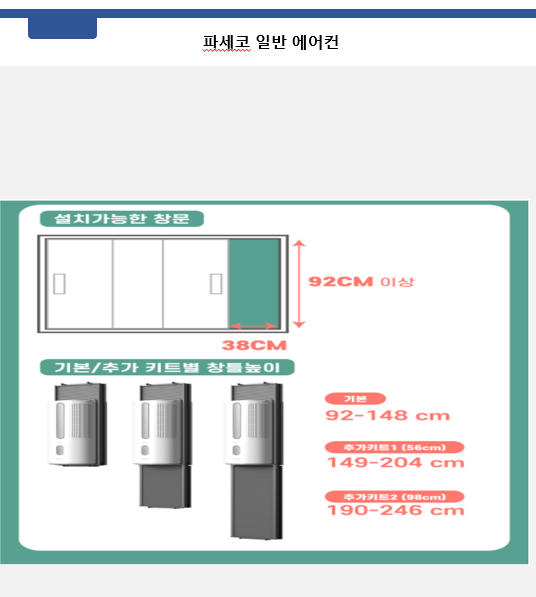 파세코 일반 에어컨
설치가능한 창문
92CM 이상
38CM
기본/추가 키트별 창틀높이
기본
92-148 cm
추가키트1 (56cm)
149-204 cm
추가키트2 (98cm)
190-246 cm